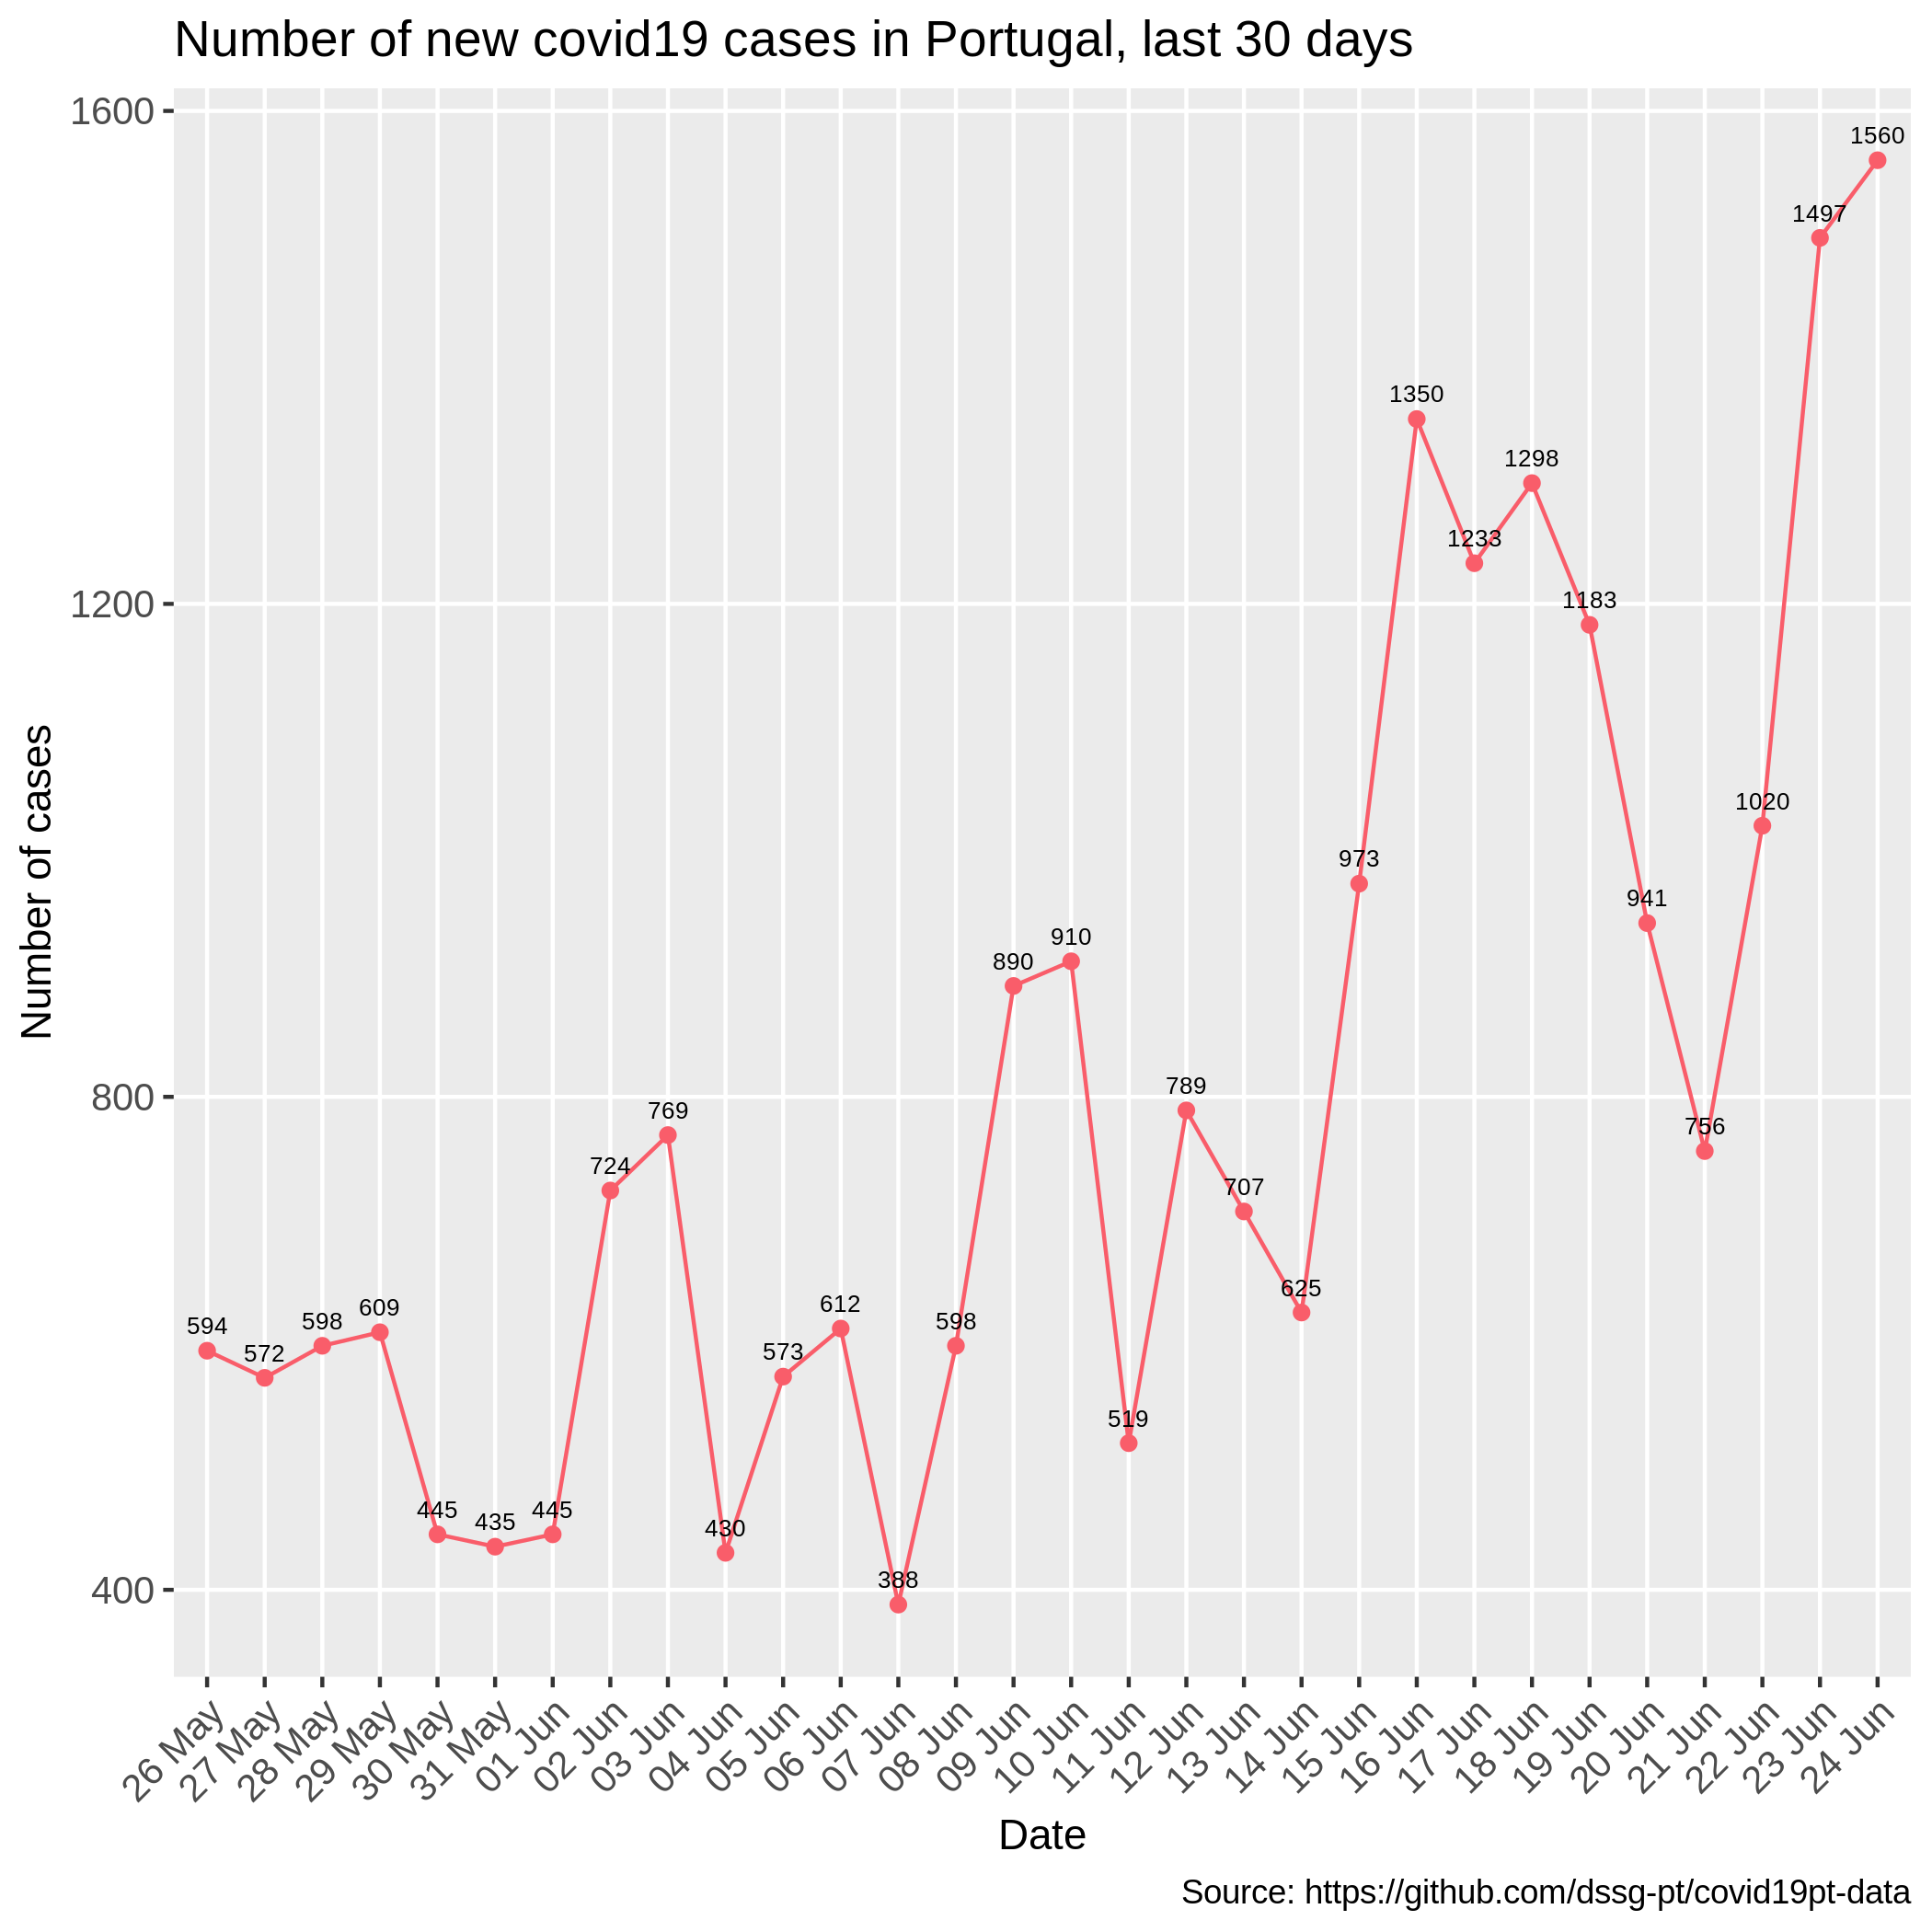 Number of new covid19 cases in Portugal, last 30 days
1600
1200
800
400
Number of cases
594
572
598
609
445
435
445
724
769
430
573
612
388
598
890
910
519
789
707
625
973
1350
1233
1298
1183
941
756
1020
1497
1560
26 May
27 May
28 May
29 May
30 May
31 May
01 Jun
02 Jun
03 Jun
04 Jun
05 Jun
06 Jun
07 Jun
08 Jun
09 Jun
10 Jun
11 Jun
12 Jun
13 Jun
14 Jun
15 Jun
16 Jun
17 Jun
18 Jun
19 Jun
20 Jun
21 Jun
22 Jun
23 Jun
24 Jun
Date
Source: https://github.com/dssg-pt/covid19pt-data